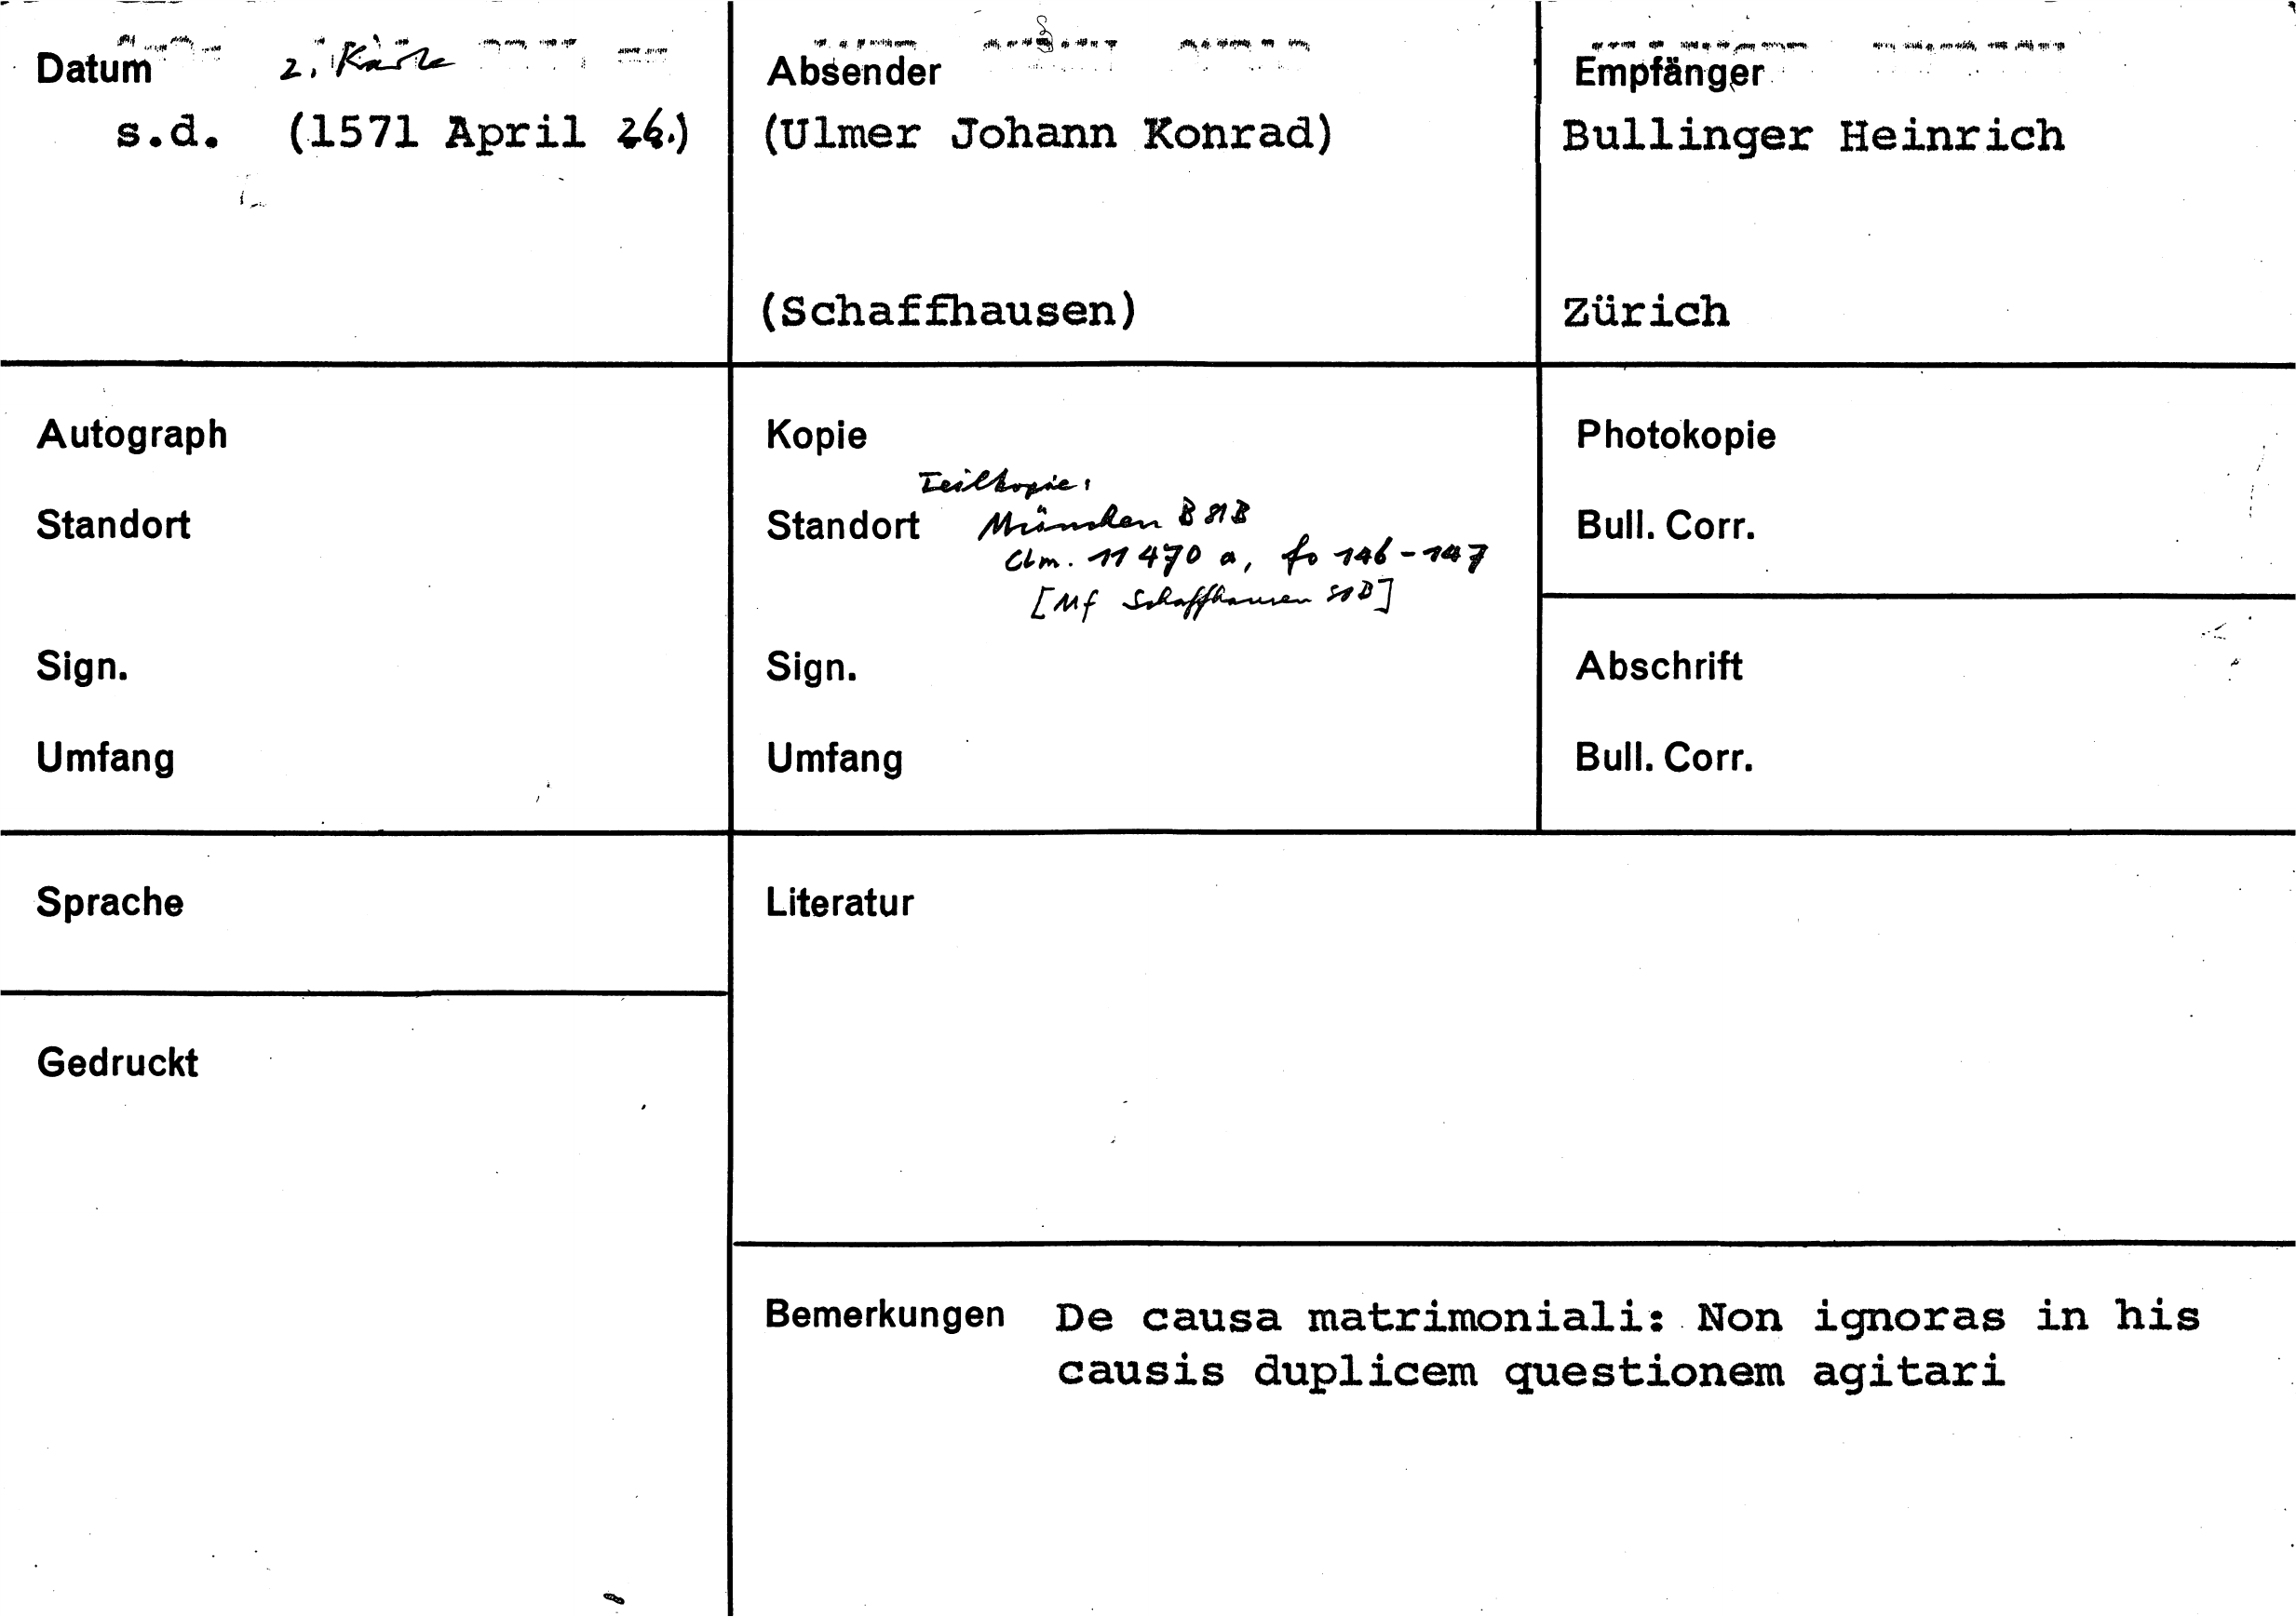 Datum 2. Karte
s.d. (1571 April 26.)
Absender
(Ulmer Johann Konrad)
(Schaffhausen)
Empfänger
Bullinger Heinrich
Zürich
Autograph
Standort
Sign.
Umfang
Kopie
Teilkopie:
Standort München BSB
Clm. 11470 a, fo 146-147
[Mf Schaffhausen StB]
Sign.
Umfang
Photokopie
Bull. Corr.
Abschrift
Bull. Corr.
Sprache
Gedruckt
Literatur
Bemerkungen De causa matrimoniali: Non ignoras in his
causis duplicem questionem agitari